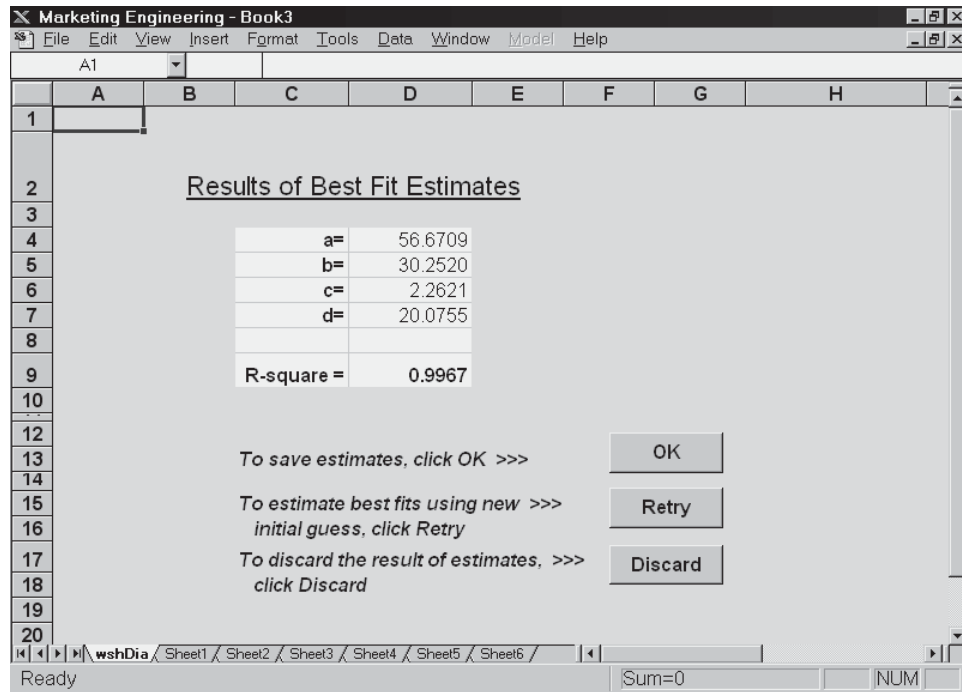 Marketing Engineering - Book3
File Edit View Insert Format Tools Data Window Model Help
A1
A B C D E F G H
1
2 Results of Best Fit Estimates
3
4 a= 56.6709
5 b= 30.2520
6 c= 2.2621
7 d= 20.0755
8
9 R-square = 0.9967
10
12
13 To save estimates, click OK >>> OK
14
15 To estimate best fits using new >>> Retry
16 initial guess, click Retry
17 To discard the result of estimates, >>> Discard
18 click Discard
19
20
wshDia Sheet1 Sheet2 Sheet3 Sheet4 Sheet5 Sheet6
Ready Sum=0 NUM